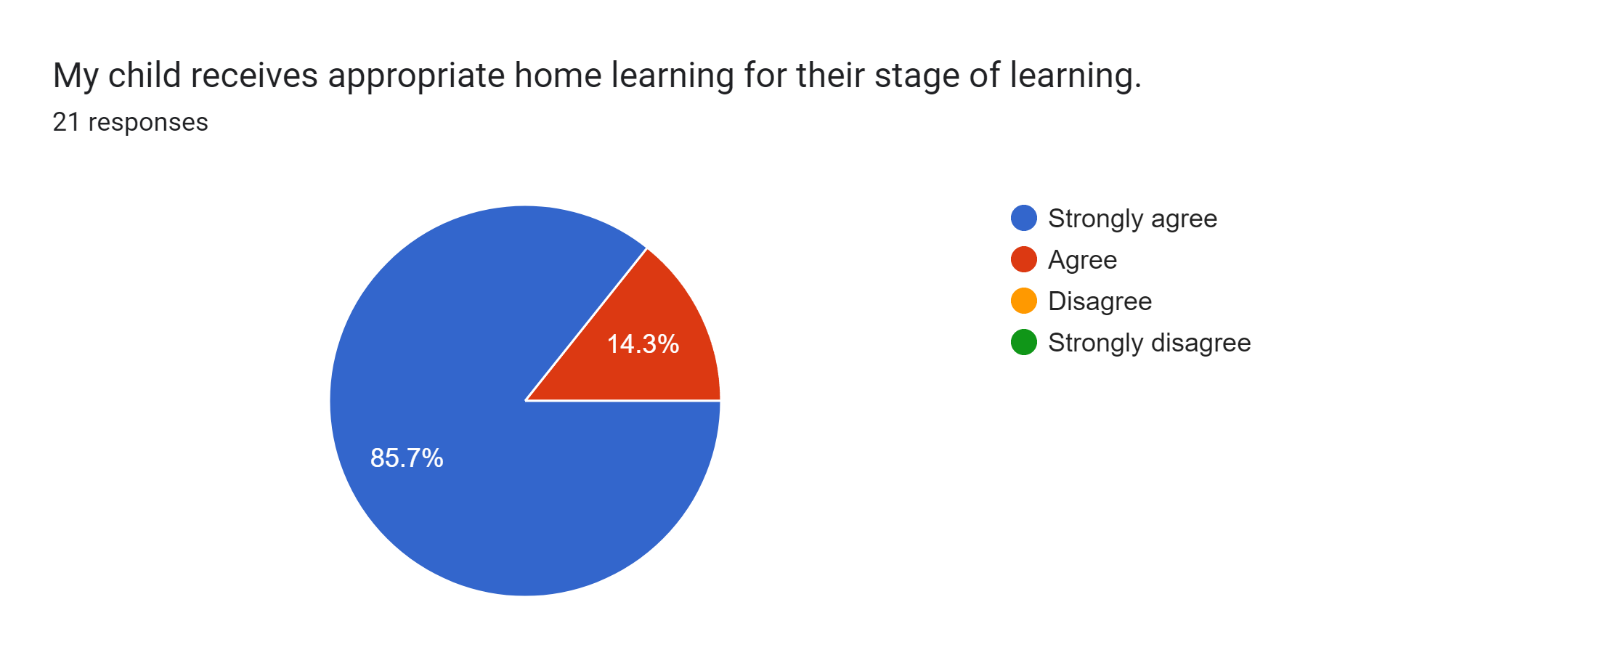 My child receives appropriate home learning for their stage of learning.
21 responses
Strongly agree
Agree
Disagree
Strongly disagree
14.3%
85.7%